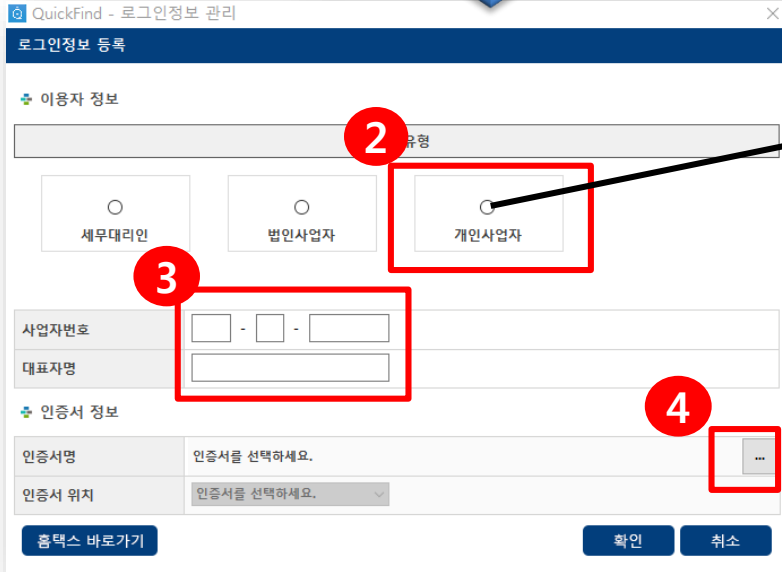 QuickFind - 로그인정보 관리
로그인정보 등록
이용자 정보
2 유형
세무대리인 법인사업자 개인사업자
3
사업자번호 - -
대표자명
4
인증서 정보
인증서명 인증서를 선택하세요. ...
인증서 위치 인증서를 선택하세요.
홈택스 바로가기 확인 취소